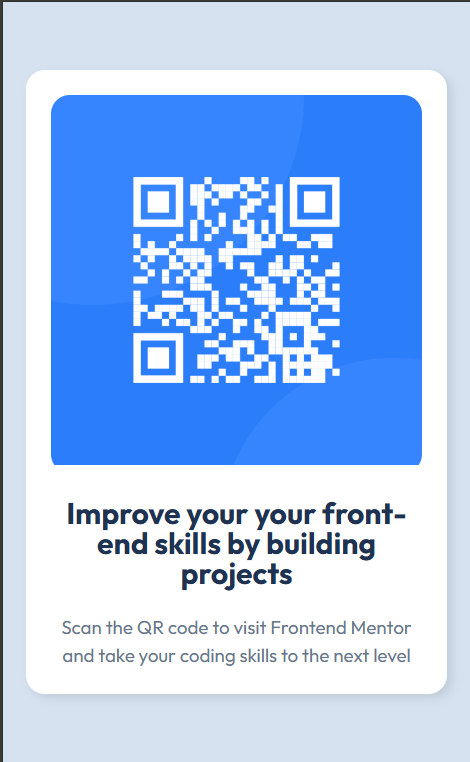 Improve your your front-
end skills by building
projects
Scan the QR code to visit Frontend Mentor
and take your coding skills to the next level